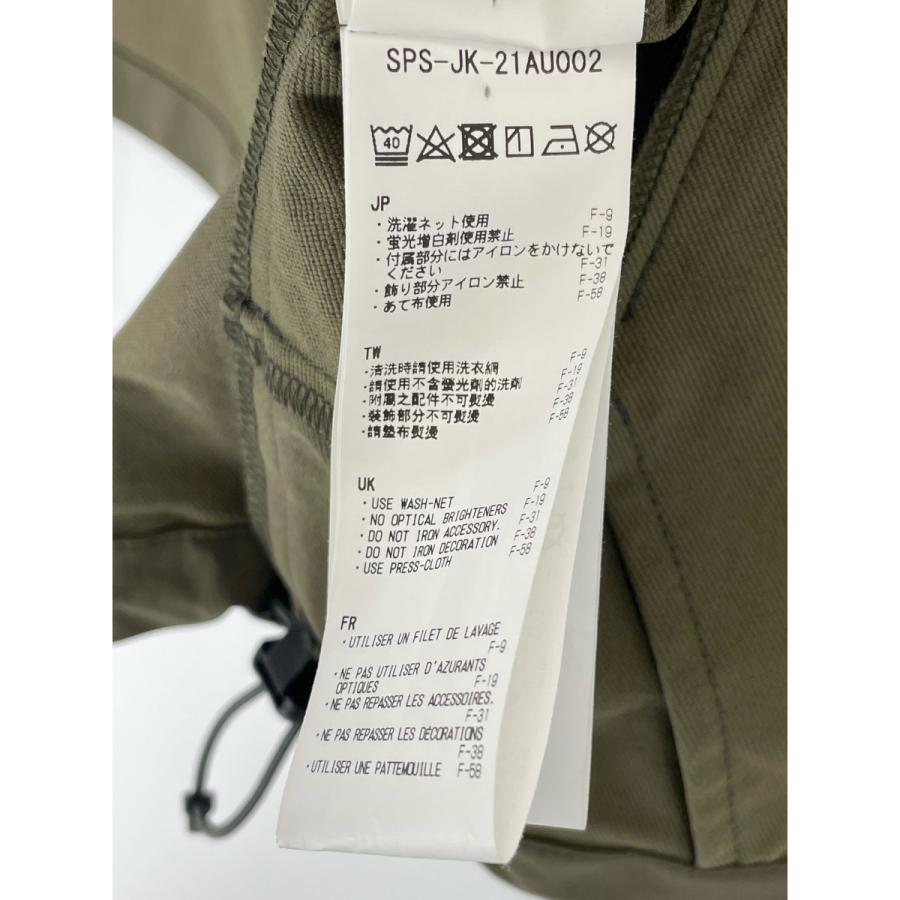 SPS-JK-21AU002
40
JP
・洗濯ネット使用 F-9
・蛍光増白剤使用禁止 F-19
・付属部分にはアイロンをかけないで
ください F-31
・飾り部分アイロン禁止 F-38
・あて布使用 F-58
TW
・清洗時請使用洗衣網 F-9
・請使用不含螢光劑的洗劑 F-19
・附屬之配件不可熨燙 F-31
・裝飾部分不可熨燙 F-38
・請墊布熨燙 F-58
UK
・USE WASH-NET F-9
・NO OPTICAL BRIGHTENERS F-19
・DO NOT IRON ACCESSORY. F-31
・DO NOT IRON DECORATION F-38
・USE PRESS-CLOTH F-58
FR
・UTILISER UN FILET DE LAVAGE
F-9
・NE PAS UTILISER D'AZURANTS
OPTIQUES F-19
・NE PAS REPASSER LES ACCESSOIRES.
F-31
・NE PAS REPASSER LES DÉCORATIONS
F-38
・UTILISER UNE PATTEMOUILLE F-58